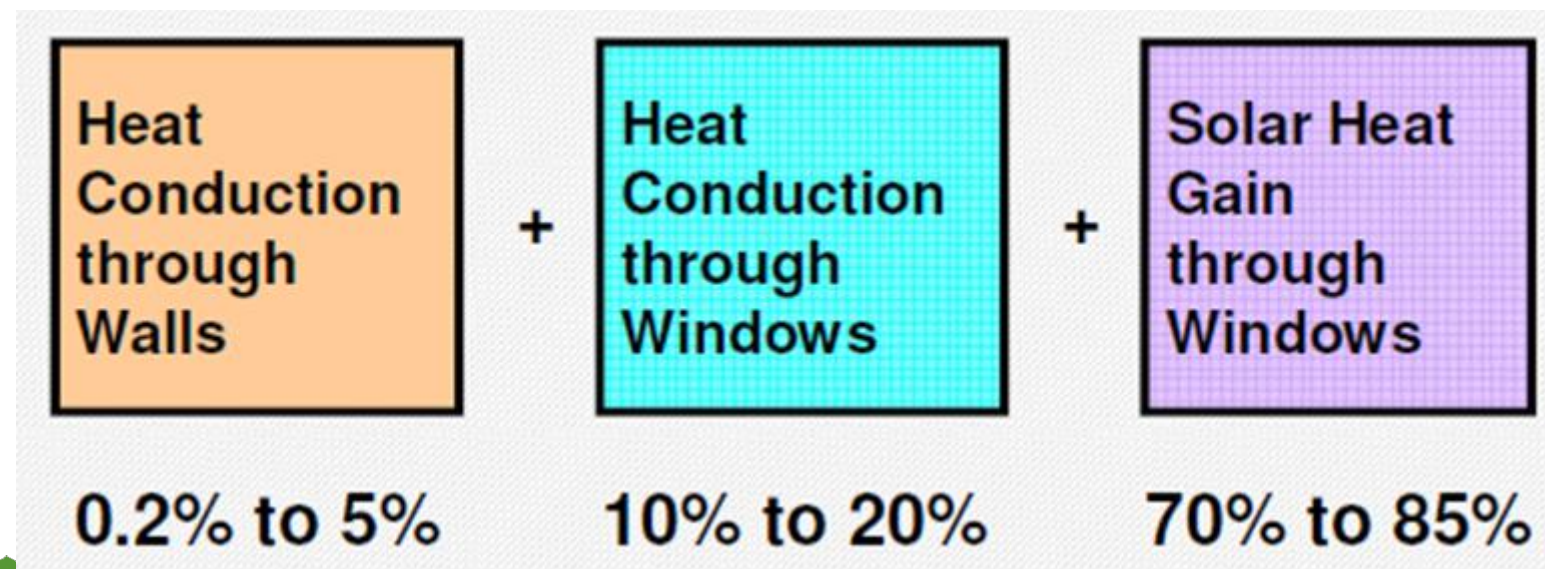 Heat
Conduction
through
Walls
+
Heat
Conduction
through
Windows
+
Solar Heat
Gain
through
Windows
0.2% to 5%
10% to 20%
70% to 85%